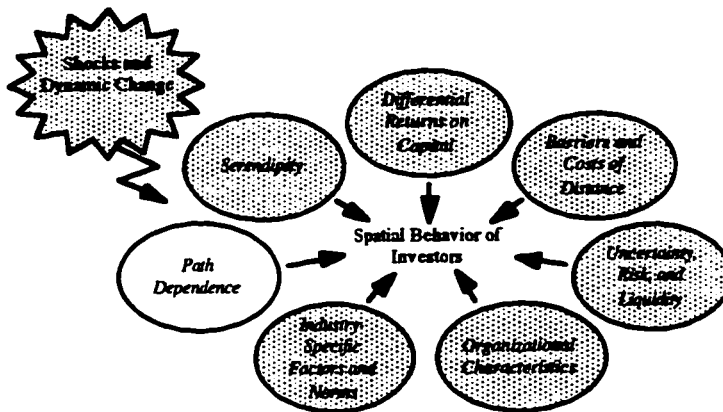 Shocks and
Dynamic Change
Differential
Returns on
Capital
Serendipity
Barriers and
Costs of
Distance
Spatial Behavior of
Investors
Path
Dependence
Uncertainty,
Risk and
Liquidity
Industry-
Specific
Factors and
Norms
Organizational
Characteristics